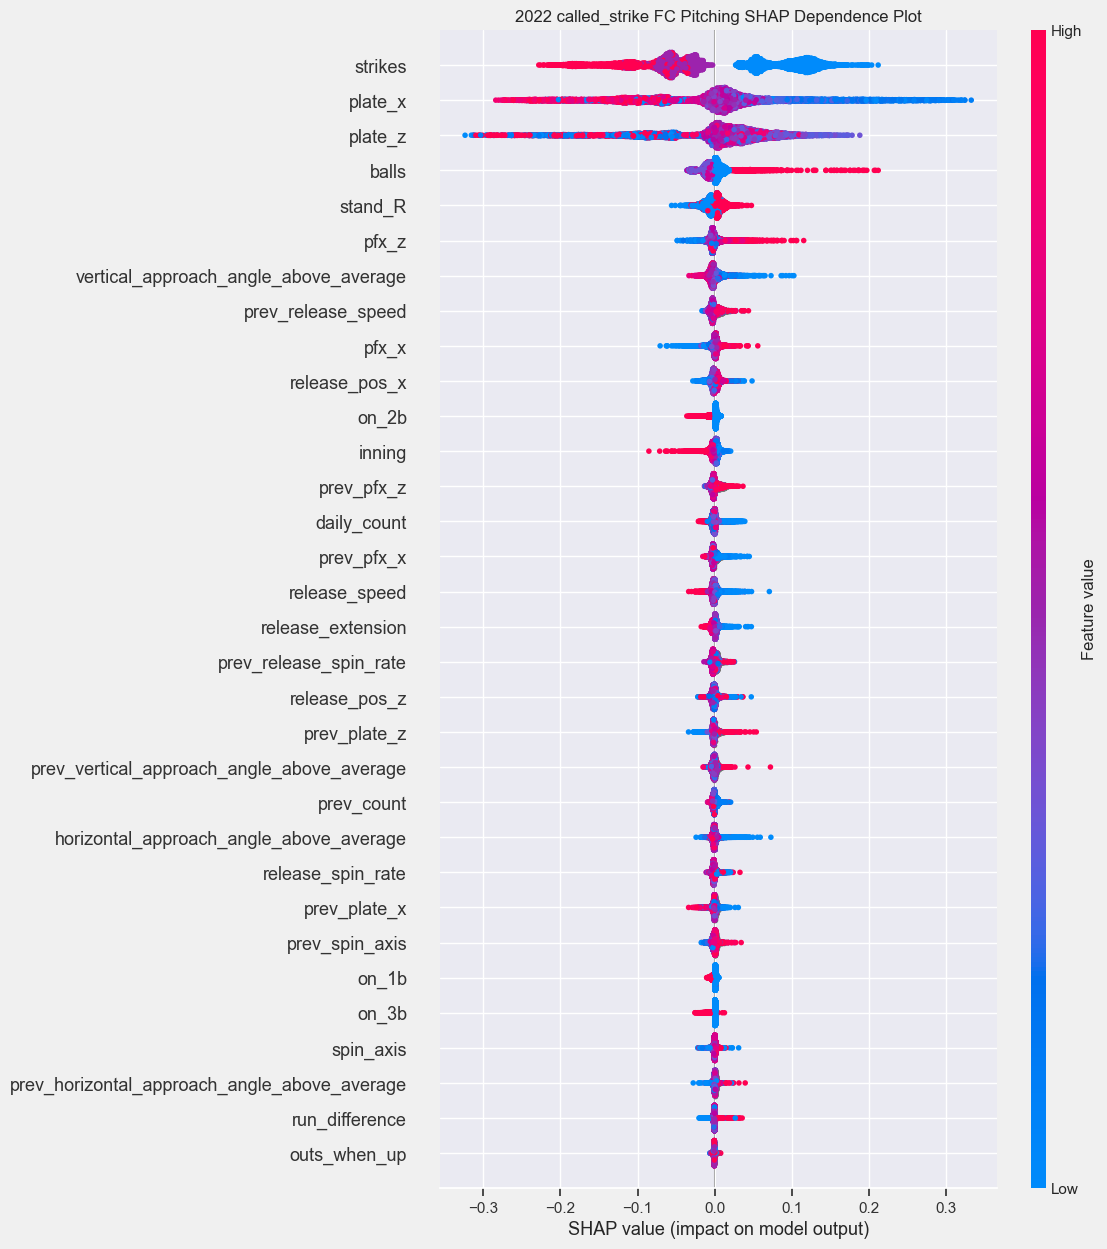 2022 called_strike FC Pitching SHAP Dependence Plot
High
strikes
plate_x
plate_z
balls
stand_R
pfx_z
vertical_approach_angle_above_average
prev_release_speed
pfx_x
release_pos_x
on_2b
inning
prev_pfx_z
daily_count
prev_pfx_x
release_speed
release_extension
prev_release_spin_rate
release_pos_z
prev_plate_z
prev_vertical_approach_angle_above_average
prev_count
horizontal_approach_angle_above_average
release_spin_rate
prev_plate_x
prev_spin_axis
on_1b
on_3b
spin_axis
prev_horizontal_approach_angle_above_average
run_difference
outs_when_up
Feature value
Low
−0.3 −0.2 −0.1 0.0 0.1 0.2 0.3
SHAP value (impact on model output)